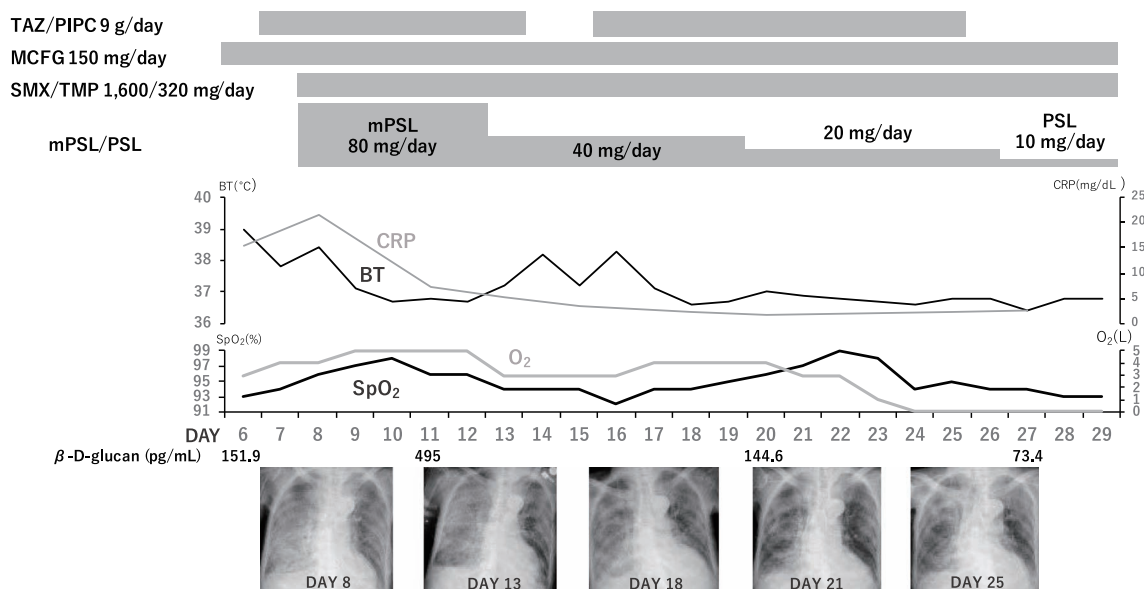 TAZ/PIPC 9 g/day
MCFG 150 mg/day
SMX/TMP 1,600/320 mg/day
mPSL/PSL
mPSL
80 mg/day
40 mg/day
20 mg/day
PSL
10 mg/day
BT(°C)
CRP(mg/dL)
40
39
38
37
36
CRP
BT
25
20
15
10
5
0
SpO2(%)
O2(L)
99
97
95
93
91
O2
SpO2
5
4
3
2
1
0
DAY 6 7 8 9 10 11 12 13 14 15 16 17 18 19 20 21 22 23 24 25 26 27 28 29
β-D-glucan (pg/mL) 151.9 495 144.6 73.4
DAY 8 DAY 13 DAY 18 DAY 21 DAY 25